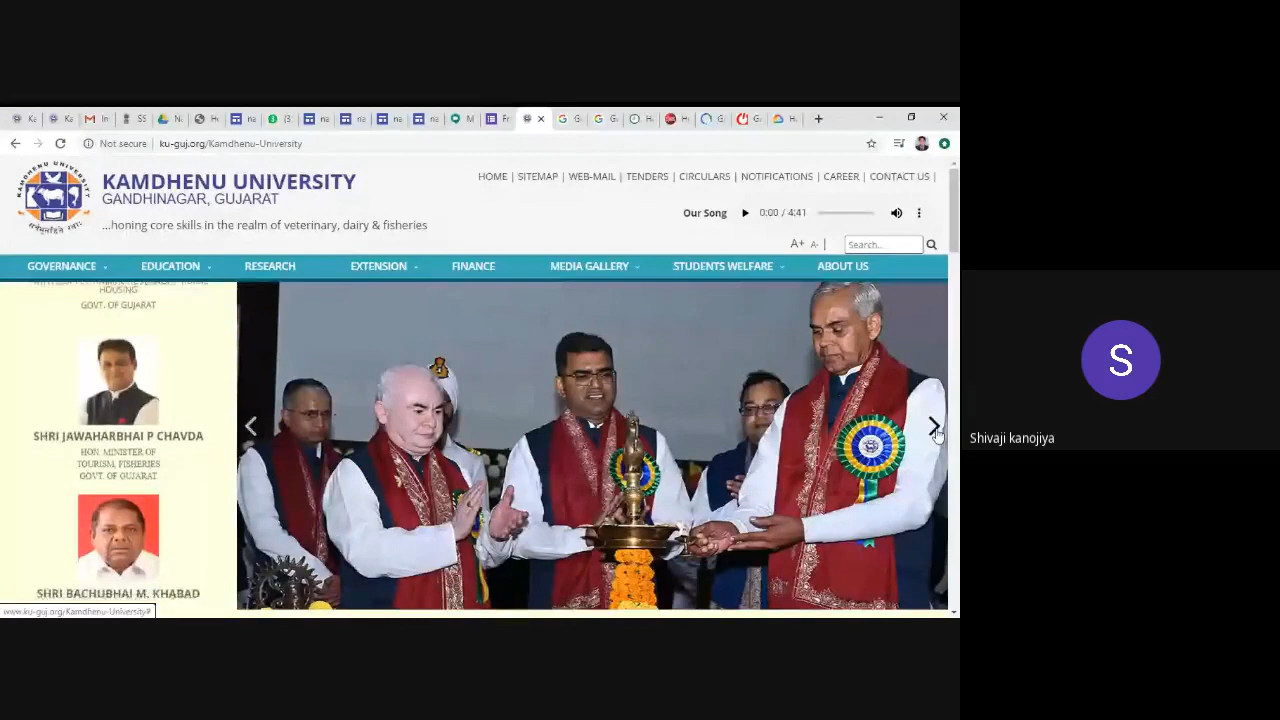 Not secure | ku-guj.org/Kamdhenu-University
KAMDHENU UNIVERSITY
GANDHINAGAR, GUJARAT
...honing core skills in the realm of veterinary, dairy & fisheries
HOME | SITEMAP | WEB-MAIL | TENDERS | CIRCULARS | NOTIFICATIONS | CAREER | CONTACT US |
Our Song 0:00 / 4:41
A+ A- |
Search...
GOVERNANCE EDUCATION RESEARCH EXTENSION FINANCE MEDIA GALLERY STUDENTS WELFARE ABOUT US
HOUSING
GOVT. OF GUJARAT
SHRI JAWAHARBHAI P CHAVDA
HON. MINISTER OF
TOURISM, FISHERIES
GOVT. OF GUJARAT
SHRI BACHUBHAI M. KHABAD
www.ku-guj.org/Kamdhenu-University#
S
Shivaji kanojiya